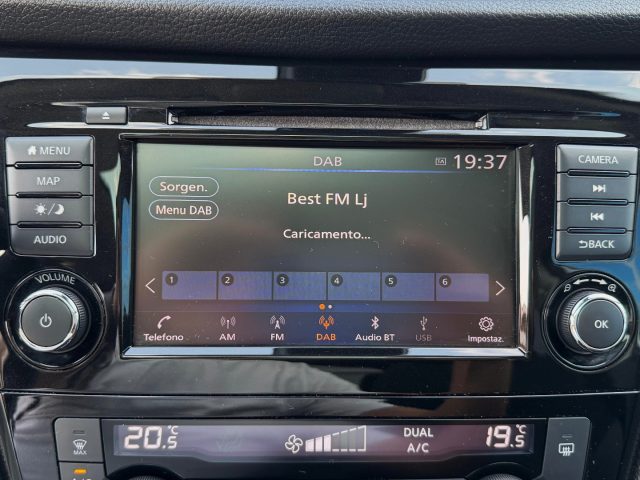 DAB
19:37
MENU
MAP
AUDIO
VOLUME
Sorgen.
Menu DAB
Best FM Lj
Caricamento...
1 2 3 4 5 6
Telefono AM FM DAB Audio BT USB Impostaz.
CAMERA
BACK
OK
MAX
20.5 °C
DUAL
A/C
19.5 °C